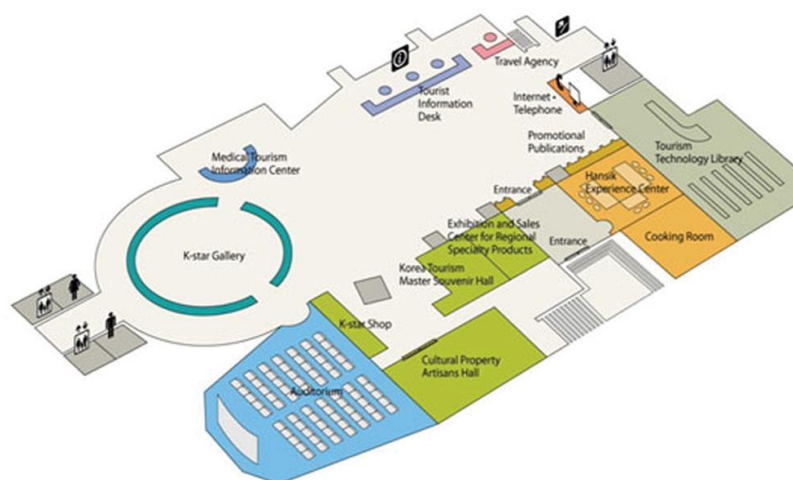 Travel Agency
Tourist
Information
Desk
Internet •
Telephone
Promotional
Publications
Tourism
Technology Library
Medical Tourism
Information Center
Hansik
Experience Center
Entrance
Exhibition and Sales
Center for Regional
Specialty Products
Entrance
Cooking Room
K-star Gallery
Korea Tourism
Master Souvenir Hall
K-star Shop
Cultural Property
Artisans Hall
Auditorium